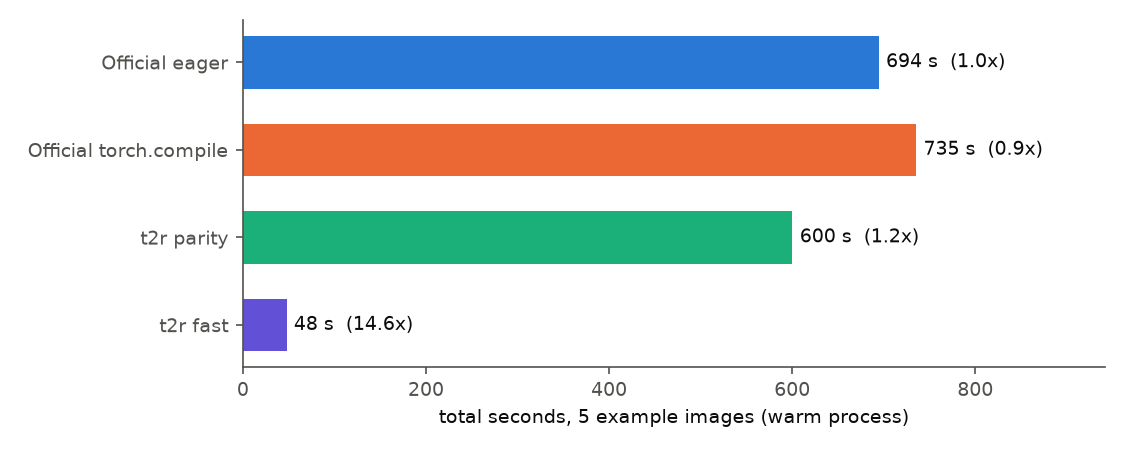 Official eager 694 s (1.0x)
Official torch.compile 735 s (0.9x)
t2r parity 600 s (1.2x)
t2r fast 48 s (14.6x)
0 200 400 600 800
total seconds, 5 example images (warm process)